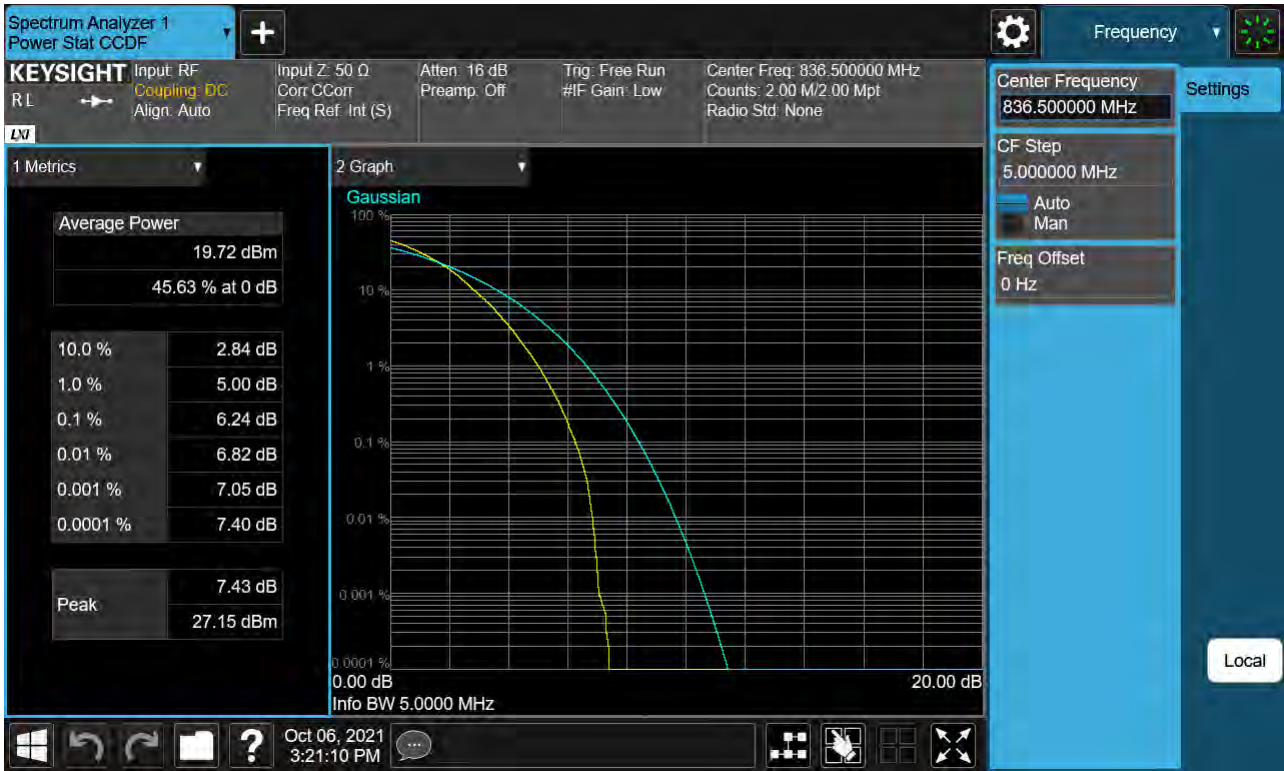 Spectrum Analyzer 1
Power Stat CCDF
Frequency
KEYSIGHT
RL
LXI
Input: RF
Coupling: DC
Align: Auto
Input Z: 50 Ω
Corr CCorr
Freq Ref: Int (S)
Atten: 16 dB
Preamp: Off
Trig: Free Run
#IF Gain: Low
Center Freq: 836.500000 MHz
Counts: 2.00 M/2.00 Mpt
Radio Std: None
Center Frequency
836.500000 MHz
Settings
CF Step
5.000000 MHz
Auto
Man
Freq Offset
0 Hz
1 Metrics
Average Power
19.72 dBm
45.63 % at 0 dB
10.0 % 2.84 dB
1.0 % 5.00 dB
0.1 % 6.24 dB
0.01 % 6.82 dB
0.001 % 7.05 dB
0.0001 % 7.40 dB
Peak
7.43 dB
27.15 dBm
2 Graph
Gaussian
100 %
10 %
1 %
0.1 %
0.01 %
0.001 %
0.0001 %
0.00 dB 20.00 dB
Info BW 5.0000 MHz
Local
?
Oct 06, 2021
3:21:10 PM